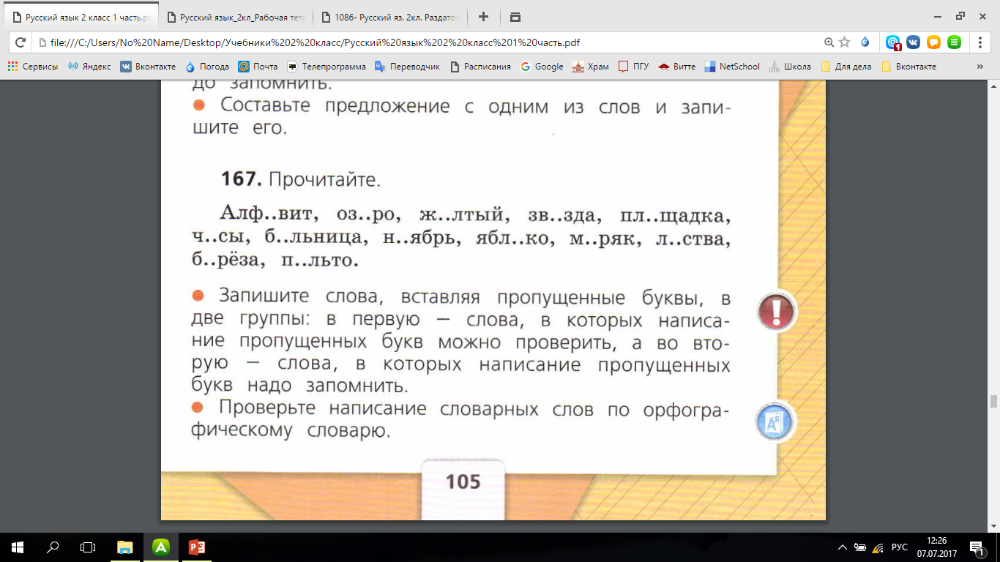 Русский язык 2 класс 1 часть.pd
Русский язык_2кл_Рабочая тетр
1086- Русский яз. 2кл. Раздаточ
file:///C:/Users/No%20Name/Desktop/Учебники%202%20класс/Русский%20язык%202%20класс%201%20часть.pdf
1
Сервисы Яндекс Вконтакте Погода Почта Телепрограмма Переводчик Расписания Google Храм ПГУ Витте NetSchool Школа Для дела Вконтакте »
до запомнить.
Составьте предложение с одним из слов и запи-
шите его.
167. Прочитайте.
Алф..вит, оз..ро, ж..лтый, зв..зда, пл..щадка,
ч..сы, б..льница, н..ябрь, ябл..ко, м..ряк, л..ства,
б..рёза, п..льто.
Запишите слова, вставляя пропущенные буквы, в
две группы: в первую — слова, в которых написа-
ние пропущенных букв можно проверить, а во вто-
рую — слова, в которых написание пропущенных
букв надо запомнить.
!
Проверьте написание словарных слов по орфогра-
фическому словарю.
АЯ
105
РУС
12:26
07.07.2017
1